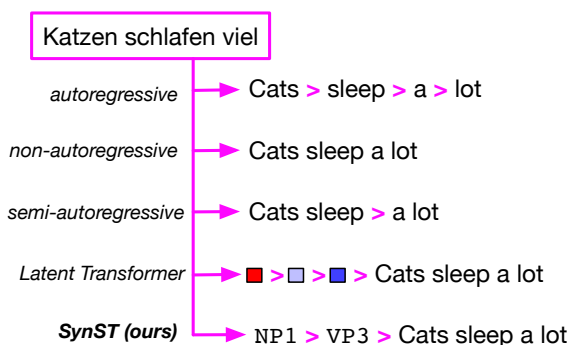 Katzen schlafen viel
autoregressive Cats > sleep > a > lot
non-autoregressive Cats sleep a lot
semi-autoregressive Cats sleep > a lot
Latent Transformer > > > Cats sleep a lot
SynST (ours) NP1 > VP3 > Cats sleep a lot